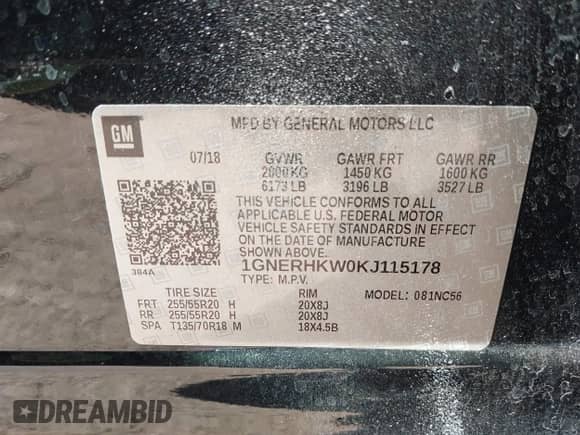 GM
MFD BY GENERAL MOTORS LLC
07/18 GVWR GAWR FRT GAWR RR
2800 KG 1450 KG 1600 KG
6173 LB 3196 LB 3527 LB
THIS VEHICLE CONFORMS TO ALL
APPLICABLE U.S. FEDERAL MOTOR
VEHICLE SAFETY STANDARDS IN EFFECT
ON THE DATE OF MANUFACTURE SHOWN ABOVE.
384A 1GNERHKW0KJ115178
TYPE: M.P.V.
TIRE SIZE RIM MODEL: 081NC56
FRT 255/55R20 H 20X8J
RR 255/55R20 H 20X8J
SPA T135/70R18 M 18X4.5B
DREAMBID